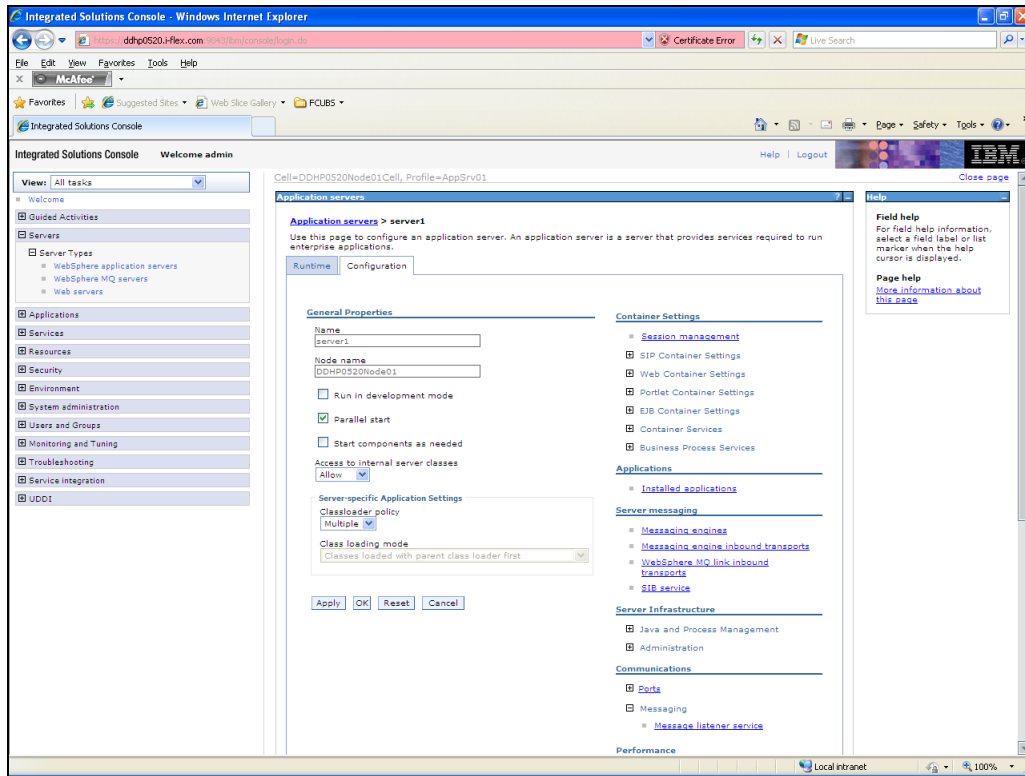 Integrated Solutions Console - Windows Internet Explorer
https://ddhp0520.i-flex.com:9043/ibm/console/login.do
Certificate Error
Live Search
File Edit View Favorites Tools Help
McAfee
Favorites Suggested Sites Web Slice Gallery FCUBS
Integrated Solutions Console
Page Safety Tools
Integrated Solutions Console Welcome admin
Help | Logout
IBM.
View: All tasks
Welcome
Guided Activities
Servers
Server Types
WebSphere application servers
WebSphere MQ servers
Web servers
Applications
Services
Resources
Security
Environment
System administration
Users and Groups
Monitoring and Tuning
Troubleshooting
Service integration
UDDI
Cell=DDHP0520Node01Cell, Profile=AppSrv01
Close page
Application servers
Application servers > server1
Use this page to configure an application server. An application server is a server that provides services required to run
enterprise applications.
Runtime Configuration
General Properties
Name
server1
Node name
DDHP0520Node01
Run in development mode
Parallel start
Start components as needed
Access to internal server classes
Allow
Server-specific Application Settings
Classloader policy
Multiple
Class loading mode
Classes loaded with parent class loader first
Apply OK Reset Cancel
Container Settings
Session management
SIP Container Settings
Web Container Settings
Portlet Container Settings
EJB Container Settings
Container Services
Business Process Services
Applications
Installed applications
Server messaging
Messaging engines
Messaging engine inbound transports
WebSphere MQ link inbound
transports
SIB service
Server Infrastructure
Java and Process Management
Administration
Communications
Ports
Messaging
Message listener service
Performance
Help
Field help
For field help information,
select a field label or list
marker when the help
cursor is displayed.
Page help
More information about
this page
Local intranet
100%